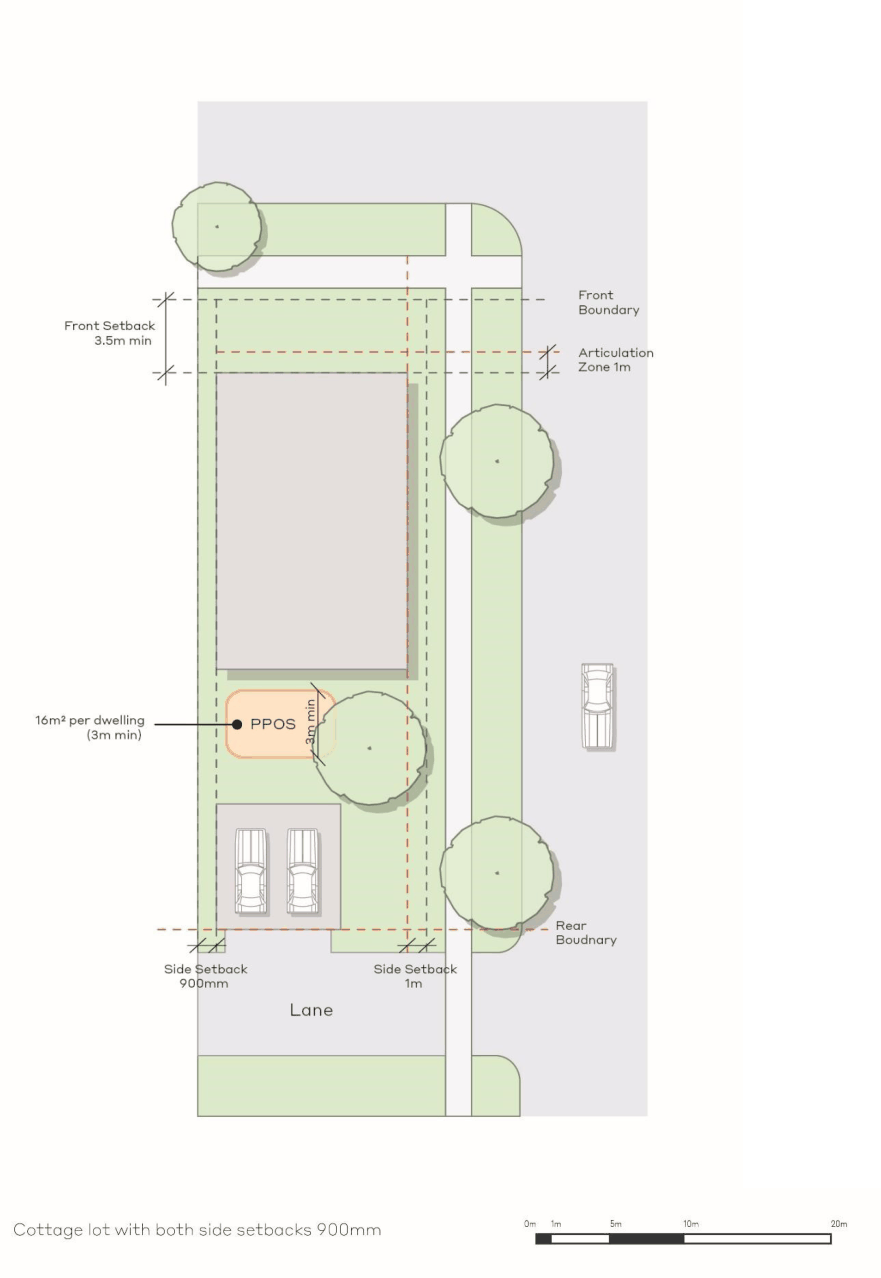 Front
Boundary
Front Setback
3.5m min
Articulation
Zone 1m
16m² per dwelling
(3m min)
PPOS
3m min
Rear
Boudnary
Side Setback
900mm
Side Setback
1m
Lane
Cottage lot with both side setbacks 900mm
0m 1m 5m 10m 20m